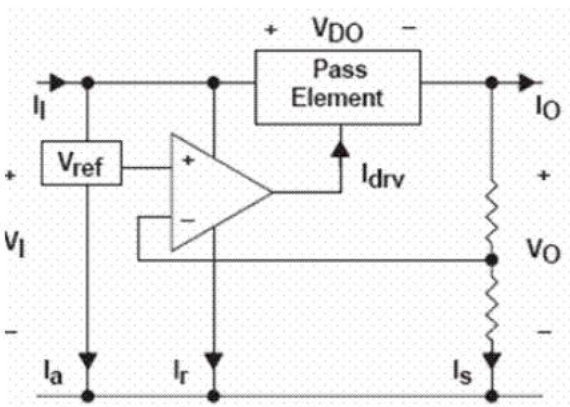 + VDO −
Pass
Element
II
IO
Vref
+
Idrv
−
+
VI
−
+
VO
−
Ia
Ir
Is